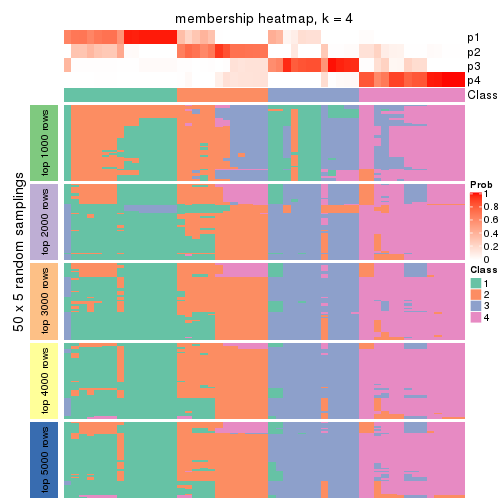 membership heatmap, k = 4
p1
p2
p3
p4
Class
50 x 5 random samplings
top 1000 rows
top 2000 rows
top 3000 rows
top 4000 rows
top 5000 rows
Prob
1
0.8
0.6
0.4
0.2
0
Class
1
2
3
4